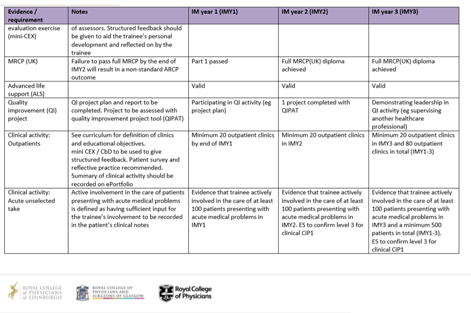 Evidence / requirement
Notes
IM year 1 (IMY1)
IM year 2 (IMY2)
IM year 3 (IMY3)
evaluation exercise
(mini-CEX)
of assessors. Structured feedback should
be given to aid the trainee's personal
development and reflected on by the
trainee
MRCP (UK)
Failure to pass full MRCP by the end of
IMY2 will result in a non-standard ARCP
outcome
Part 1 passed
Full MRCP(UK) diploma
achieved
Full MRCP(UK) diploma
achieved
Advanced life
support (ALS)
Valid
Valid
Valid
Quality
improvement (QI)
project
QI project plan and report to be
completed. Project to be assessed with
quality improvement project tool (QIPAT)
Participating in QI activity (eg
project plan)
1 project completed with
QIPAT
Demonstrating leadership in
QI activity (eg supervising
another healthcare
professional)
Clinical activity:
Outpatients
See curriculum for definition of clinics
and educational objectives.
mini CEX / CbD to be used to give
structured feedback. Patient survey and
reflective practice recommended.
Summary of clinical activity should be
recorded on ePortfolio
Minimum 20 outpatient clinics
by end of IMY1
Minimum 20 outpatient clinics
in IMY2
Minimum 20 outpatient clinics
in IMY3 and 80 outpatient
clinics in total (IMY1-3)
Clinical activity:
Acute unselected
take
Active involvement in the care of patients
presenting with acute medical problems
is defined as having sufficient input for
the trainee's involvement to be recorded
in the patient's clinical notes
Evidence that trainee actively
involved in the care of at least
100 patients presenting with
acute medical problems in
IMY1
Evidence that trainee actively
involved in the care of at least
100 patients presenting with
acute medical problems in
IMY2. ES to confirm level 3 for
clinical CiP1
Evidence that trainee actively
involved in the care of at least
100 patients presenting with
acute medical problems in
IMY3 and a minimum 500
patients in total (IMY1-3).
ES to confirm level 3 for
clinical CiP1
ROYAL COLLEGE
of PHYSICIANS
of EDINBURGH
ROYAL COLLEGE OF
PHYSICIANS AND
SURGEONS OF GLASGOW
Royal College
of Physicians